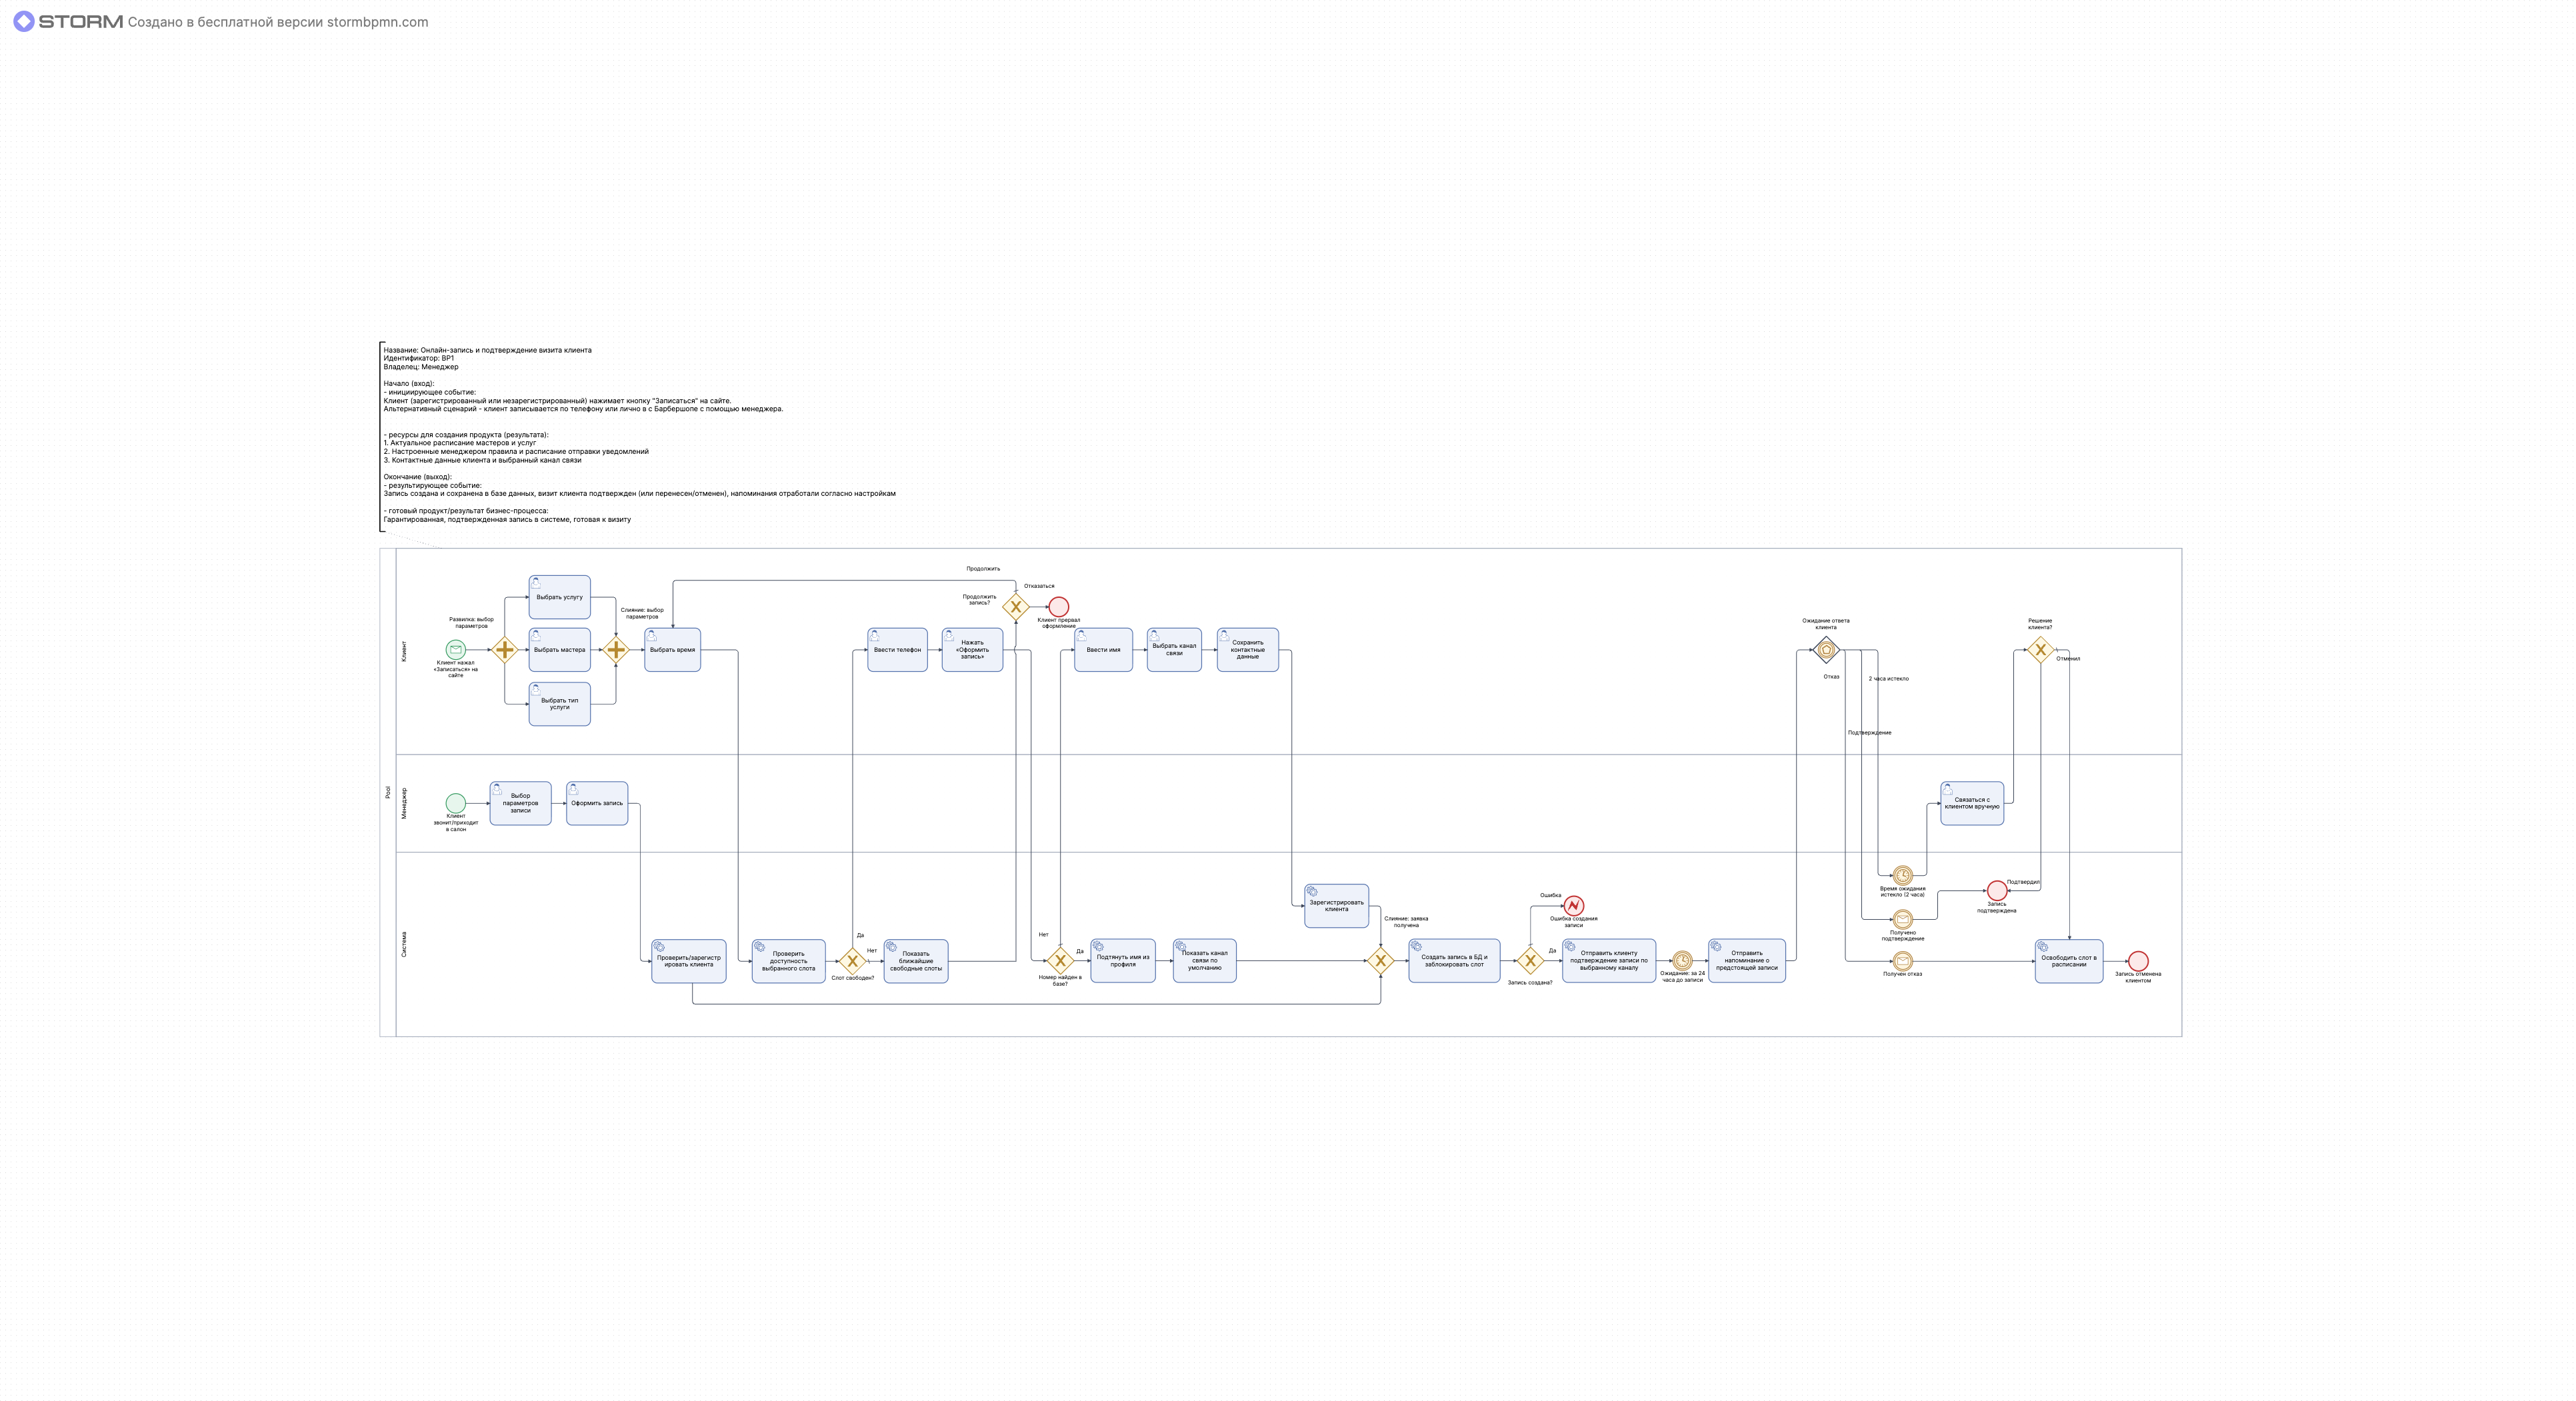 STORM Создано в бесплатной версии stormbpmn.com
Название: Онлайн-запись и подтверждение визита клиента
Идентификатор: BP1
Владелец: Менеджер
Начало (вход):
- инициирующее событие:
Клиент (зарегистрированный или незарегистрированный) нажимает кнопку "Записаться" на сайте.
Альтернативный сценарий - клиент записывается по телефону или лично в с Барбершопе с помощью менеджера.
- ресурсы для создания продукта (результата):
1. Актуальное расписание мастеров и услуг
2. Настроенные менеджером правила и расписание отправки уведомлений
3. Контактные данные клиента и выбранный канал связи
Окончание (выход):
- результирующее событие:
Запись создана и сохранена в базе данных, визит клиента подтвержден (или перенесен/отменен), напоминания отработали согласно настройкам
- готовый продукт/результат бизнес-процесса:
Гарантированная, подтвержденная запись в системе, готовая к визиту
Pool
Клиент
Клиент нажал
«Записаться» на
сайте
Развилка: выбор
параметров
Выбрать услугу
Выбрать мастера
Выбрать тип
услуги
Слияние: выбор
параметров
Выбрать время
Ввести телефон
Нажать
«Оформить
запись»
Продолжить
Продолжить
запись?
Отказаться
Клиент прервал
оформление
Ввести имя
Выбрать канал
связи
Сохранить
контактные
данные
Ожидание ответа
клиента
Отказ
2 часа истекло
Подтверждение
Решение
клиента?
Отменил
Менеджер
Клиент
звонит/приходит
в салон
Выбор
параметров
записи
Оформить запись
Связаться с
клиентом вручную
Система
Проверить/зарегистр
ировать клиента
Проверить
доступность
выбранного слота
Да
Нет
Слот свободен?
Показать
ближайшие
свободные слоты
Нет
Да
Номер найден в
базе?
Подтянуть имя из
профиля
Показать канал
связи по
умолчанию
Зарегистрировать
клиента
Слияние: заявка
получена
Создать запись в БД и
заблокировать слот
Ошибка
Ошибка создания
записи
Да
Запись создана?
Отправить клиенту
подтверждение записи по
выбранному каналу
Ожидание: за 24
часа до записи
Отправить
напоминание о
предстоящей записи
Время ожидания
истекло (2 часа)
Получено
подтверждение
Получен отказ
Подтвердил
Запись
подтверждена
Освободить слот в
расписании
Запись отменена
клиентом